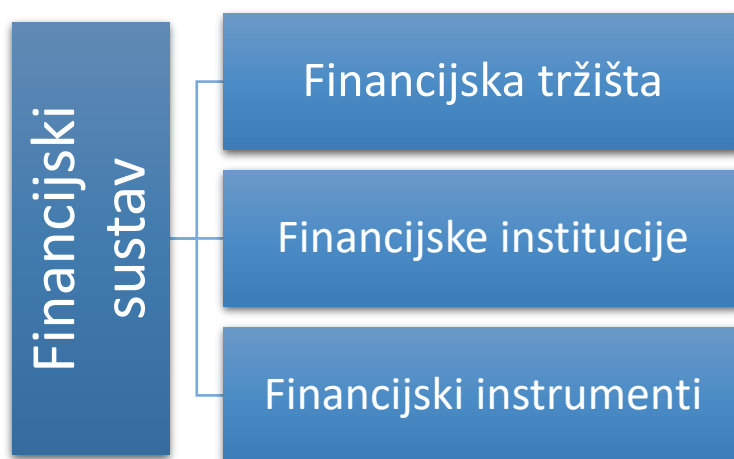 Financijski
sustav
Financijska tržišta
Financijske institucije
Financijski instrumenti